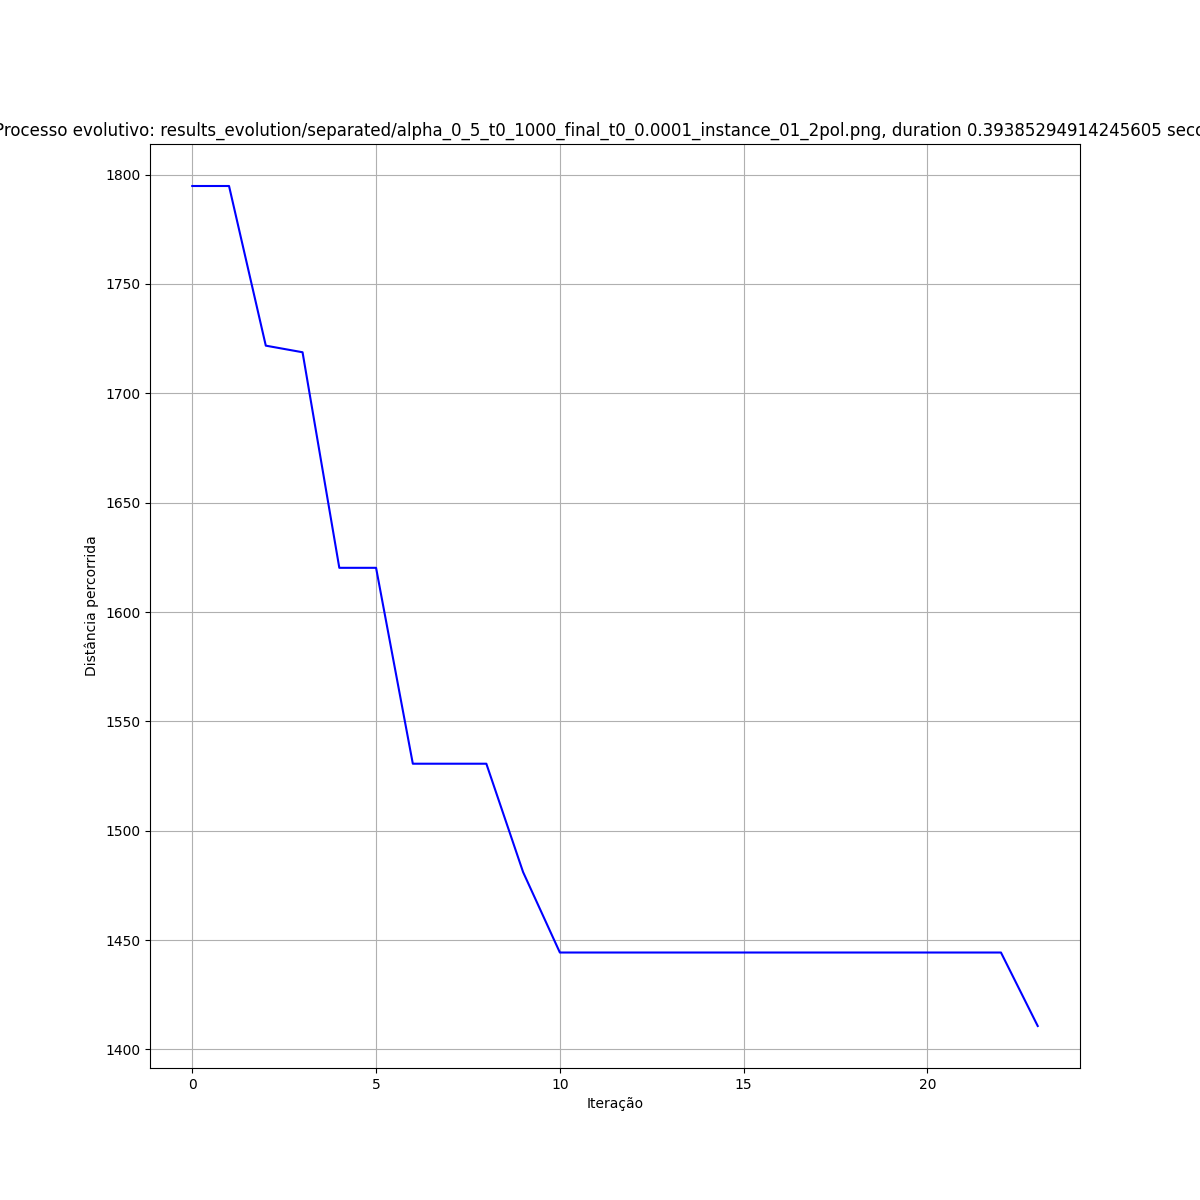 Processo evolutivo: results_evolution/separated/alpha_0_5_t0_1000_final_t0_0.0001_instance_01_2pol.png, duration 0.39385294914245605
1800
1750
1700
1650
1600
1550
1500
1450
1400
Distância percorrida
0 5 10 15 20
Iteração